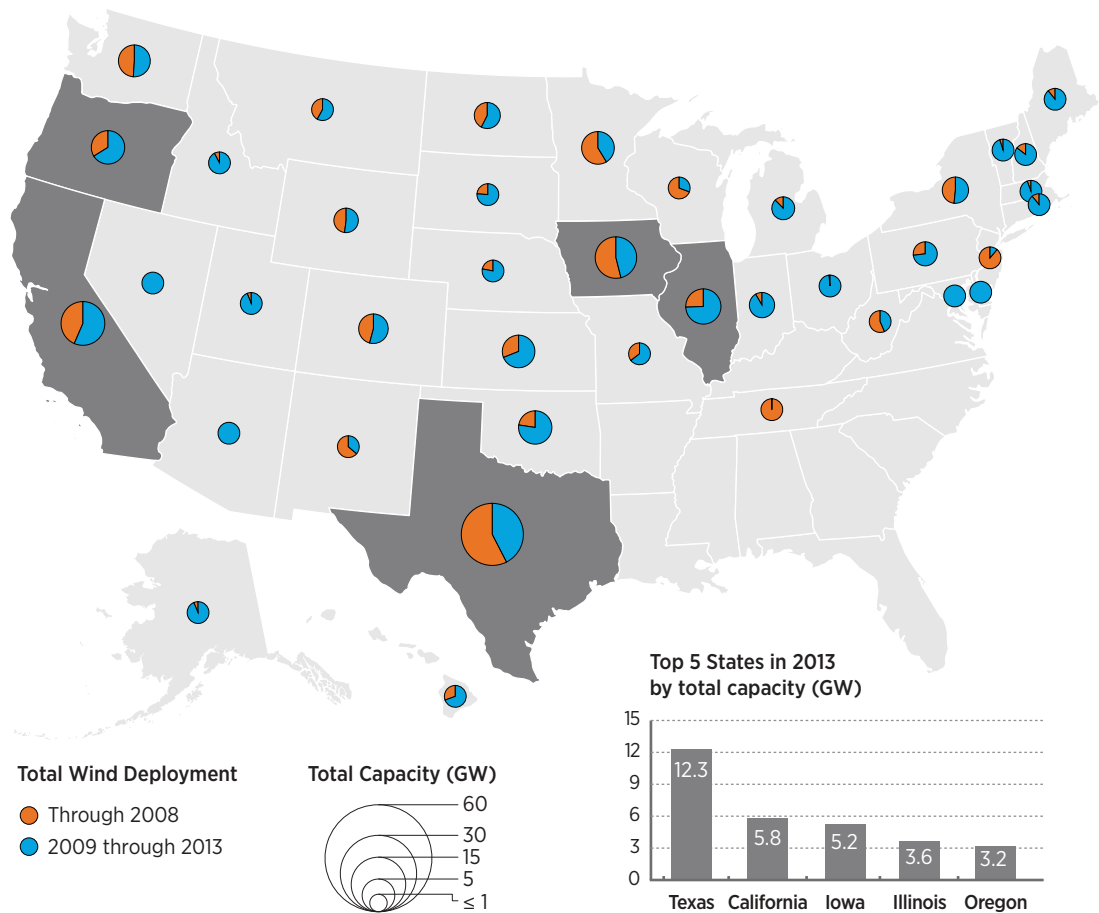 Top 5 States in 2013
by total capacity (GW)
15
12
9
6
3
0
12.3
5.8
5.2
3.6
3.2
Texas California Iowa Illinois Oregon
Total Wind Deployment
Through 2008
2009 through 2013
Total Capacity (GW)
60
30
15
5
≤ 1